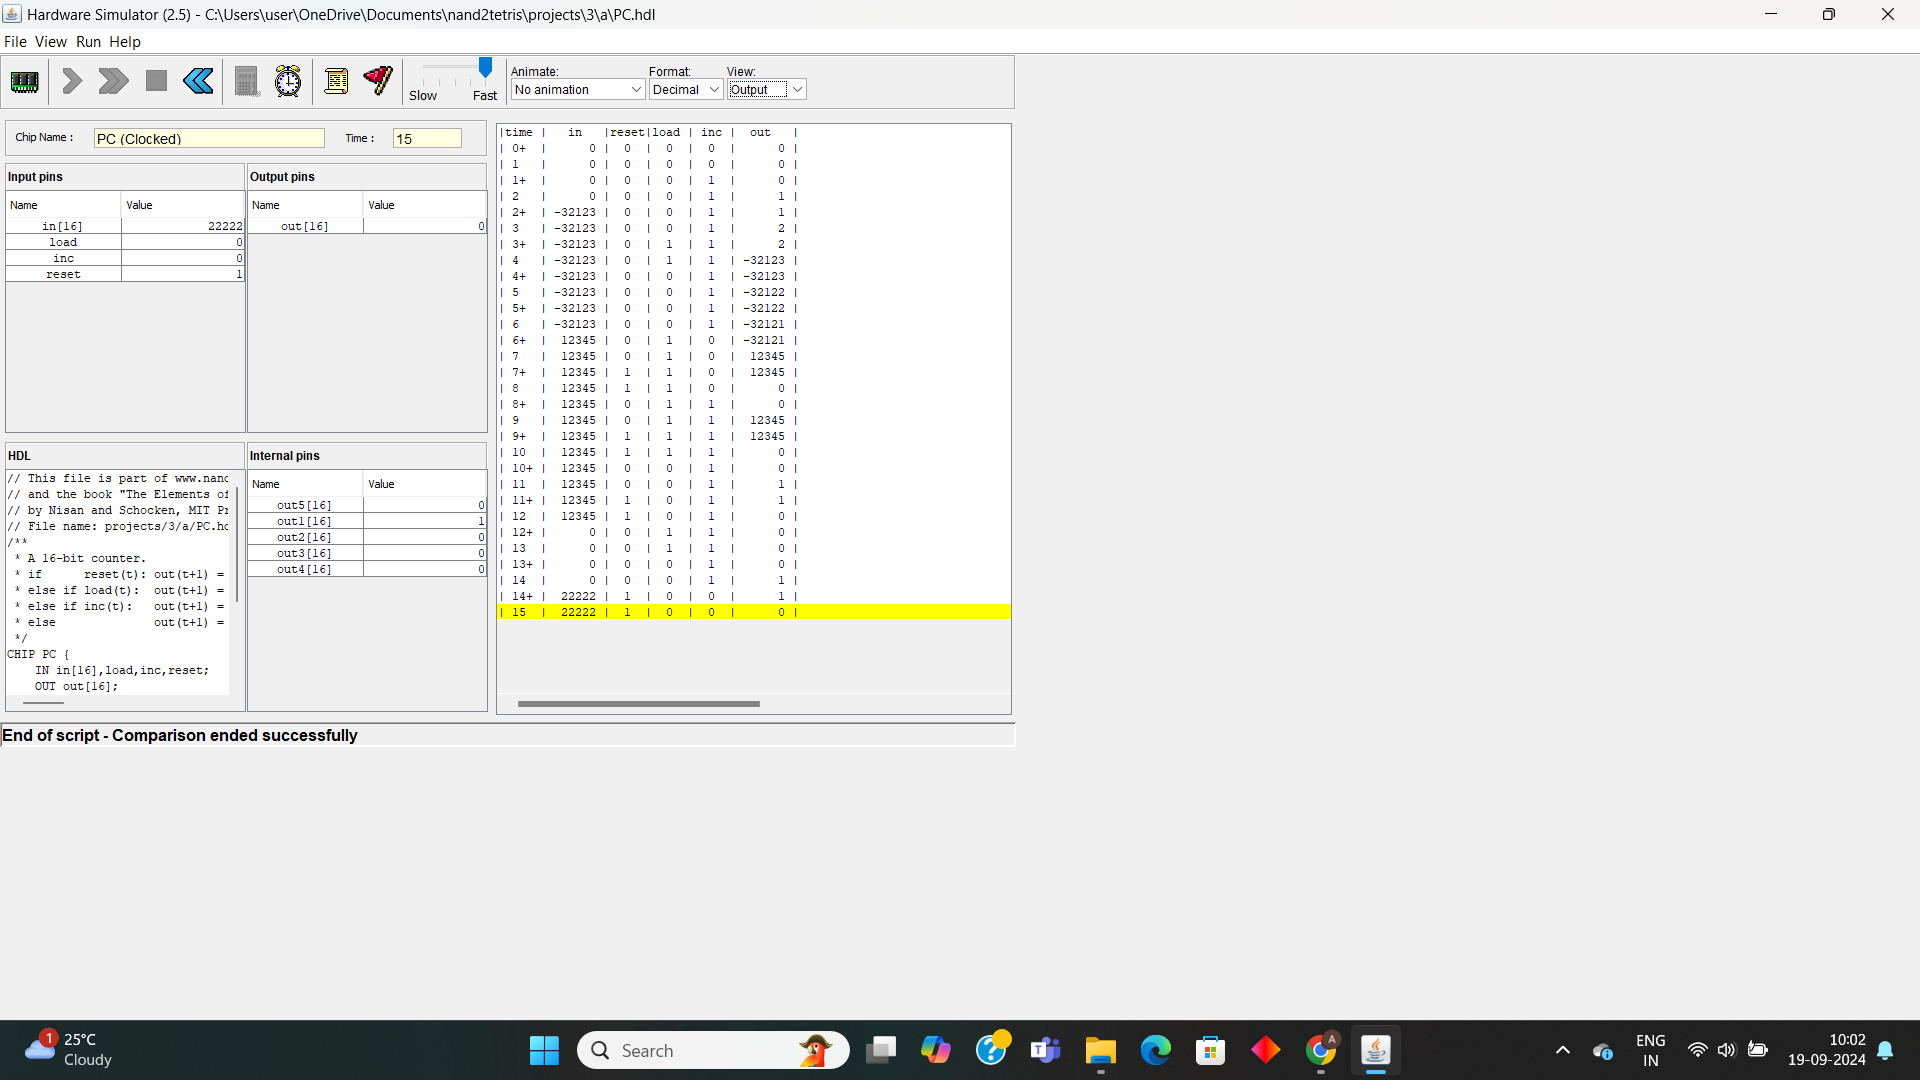 Hardware Simulator (2.5) - C:\Users\user\OneDrive\Documents\nand2tetris\projects\3\a\PC.hdl
File View Run Help
Slow Fast
Animate: Format: View:
No animation Decimal Output
Chip Name : PC (Clocked) Time : 15
Input pins
Name Value
in[16] 22222
load 0
inc 0
reset 1
Output pins
Name Value
out[16] 0
HDL
// This file is part of www.nand
// and the book "The Elements of
// by Nisan and Schocken, MIT Pr
// File name: projects/3/a/PC.hd
/**
* A 16-bit counter.
* if reset(t): out(t+1) =
* else if load(t): out(t+1) =
* else if inc(t): out(t+1) =
* else out(t+1) =
*/
CHIP PC {
IN in[16],load,inc,reset;
OUT out[16];
Internal pins
Name Value
out5[16] 0
out1[16] 1
out2[16] 0
out3[16] 0
out4[16] 0
|time | in |reset|load | inc | out |
| 0+ | 0 | 0 | 0 | 0 | 0 |
| 1 | 0 | 0 | 0 | 0 | 0 |
| 1+ | 0 | 0 | 0 | 1 | 0 |
| 2 | 0 | 0 | 0 | 1 | 1 |
| 2+ | -32123 | 0 | 0 | 1 | 1 |
| 3 | -32123 | 0 | 0 | 1 | 2 |
| 3+ | -32123 | 0 | 1 | 1 | 2 |
| 4 | -32123 | 0 | 1 | 1 | -32123 |
| 4+ | -32123 | 0 | 0 | 1 | -32123 |
| 5 | -32123 | 0 | 0 | 1 | -32122 |
| 5+ | -32123 | 0 | 0 | 1 | -32122 |
| 6 | -32123 | 0 | 0 | 1 | -32121 |
| 6+ | 12345 | 0 | 1 | 0 | -32121 |
| 7 | 12345 | 0 | 1 | 0 | 12345 |
| 7+ | 12345 | 1 | 1 | 0 | 12345 |
| 8 | 12345 | 1 | 1 | 0 | 0 |
| 8+ | 12345 | 0 | 1 | 1 | 0 |
| 9 | 12345 | 0 | 1 | 1 | 12345 |
| 9+ | 12345 | 1 | 1 | 1 | 12345 |
| 10 | 12345 | 1 | 1 | 1 | 0 |
| 10+ | 12345 | 0 | 0 | 1 | 0 |
| 11 | 12345 | 0 | 0 | 1 | 1 |
| 11+ | 12345 | 1 | 0 | 1 | 1 |
| 12 | 12345 | 1 | 0 | 1 | 0 |
| 12+ | 0 | 0 | 1 | 1 | 0 |
| 13 | 0 | 0 | 1 | 1 | 0 |
| 13+ | 0 | 0 | 0 | 1 | 0 |
| 14 | 0 | 0 | 0 | 1 | 1 |
| 14+ | 22222 | 1 | 0 | 0 | 1 |
| 15 | 22222 | 1 | 0 | 0 | 0 |
End of script - Comparison ended successfully
1
25°C
Cloudy
Search
T
A
ENG
IN
10:02
19-09-2024